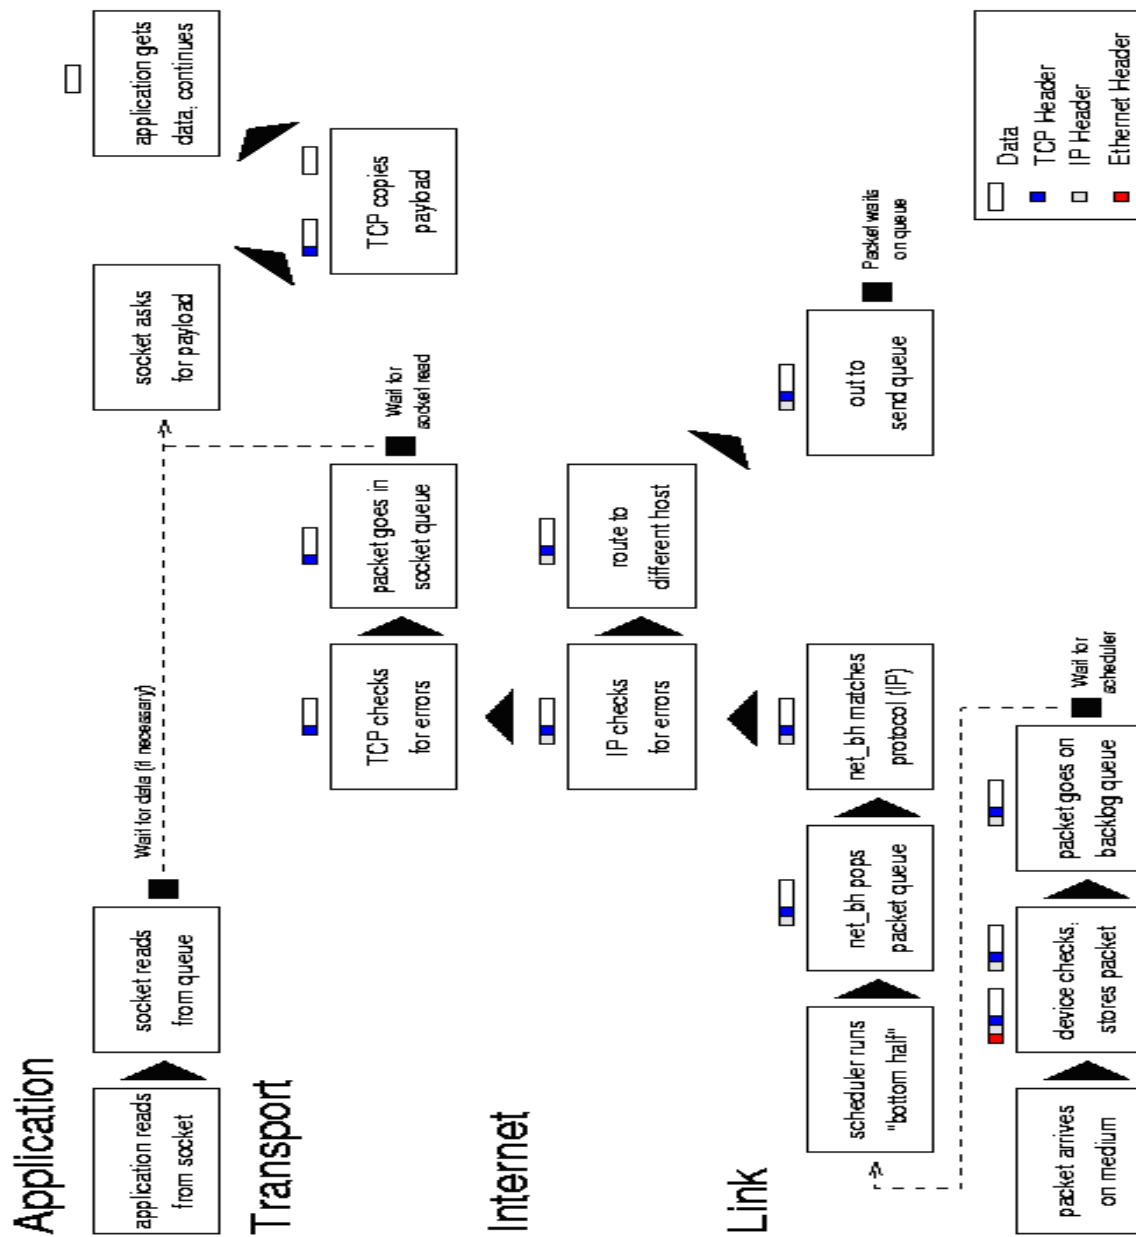 Application
application reads
from socket
socket reads
from queue
Wait for data (if necessary)
socket asks
for payload
application gets
data, continues
Transport
TCP checks
for errors
packet goes in
socket queue
Wait for
socket read
TCP copies
payload
Internet
IP checks
for errors
route to
different host
Link
scheduler runs
"bottom half"
net_bh pops
packet queue
net_bh matches
protocol (IP)
out to
send queue
Packet waits
on queue
packet arrives
on medium
device checks,
stores packet
packet goes on
backlog queue
Wait for
scheduler
Data
TCP Header
IP Header
Ethernet Header